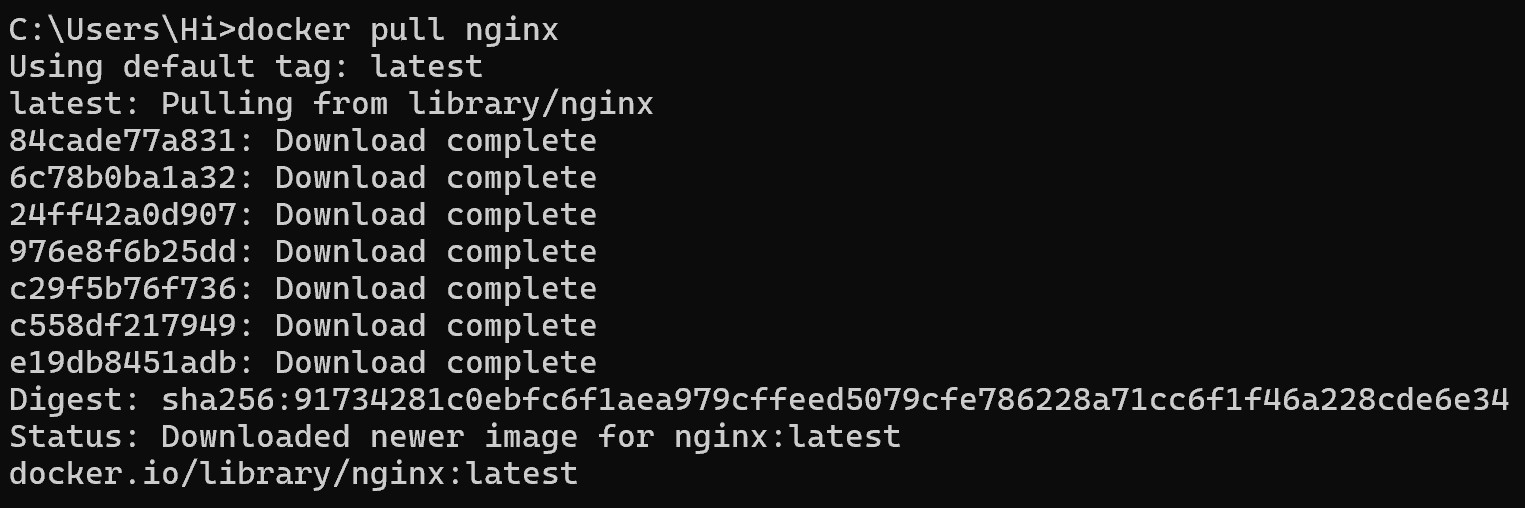 C:\Users\Hi>docker pull nginx
Using default tag: latest
latest: Pulling from library/nginx
84cade77a831: Download complete
6c78b0ba1a32: Download complete
24ff42a0d907: Download complete
976e8f6b25dd: Download complete
c29f5b76f736: Download complete
c558df217949: Download complete
e19db8451adb: Download complete
Digest: sha256:91734281c0ebfc6f1aea979cffeed5079cfe786228a71cc6f1f46a228cde6e34
Status: Downloaded newer image for nginx:latest
docker.io/library/nginx:latest